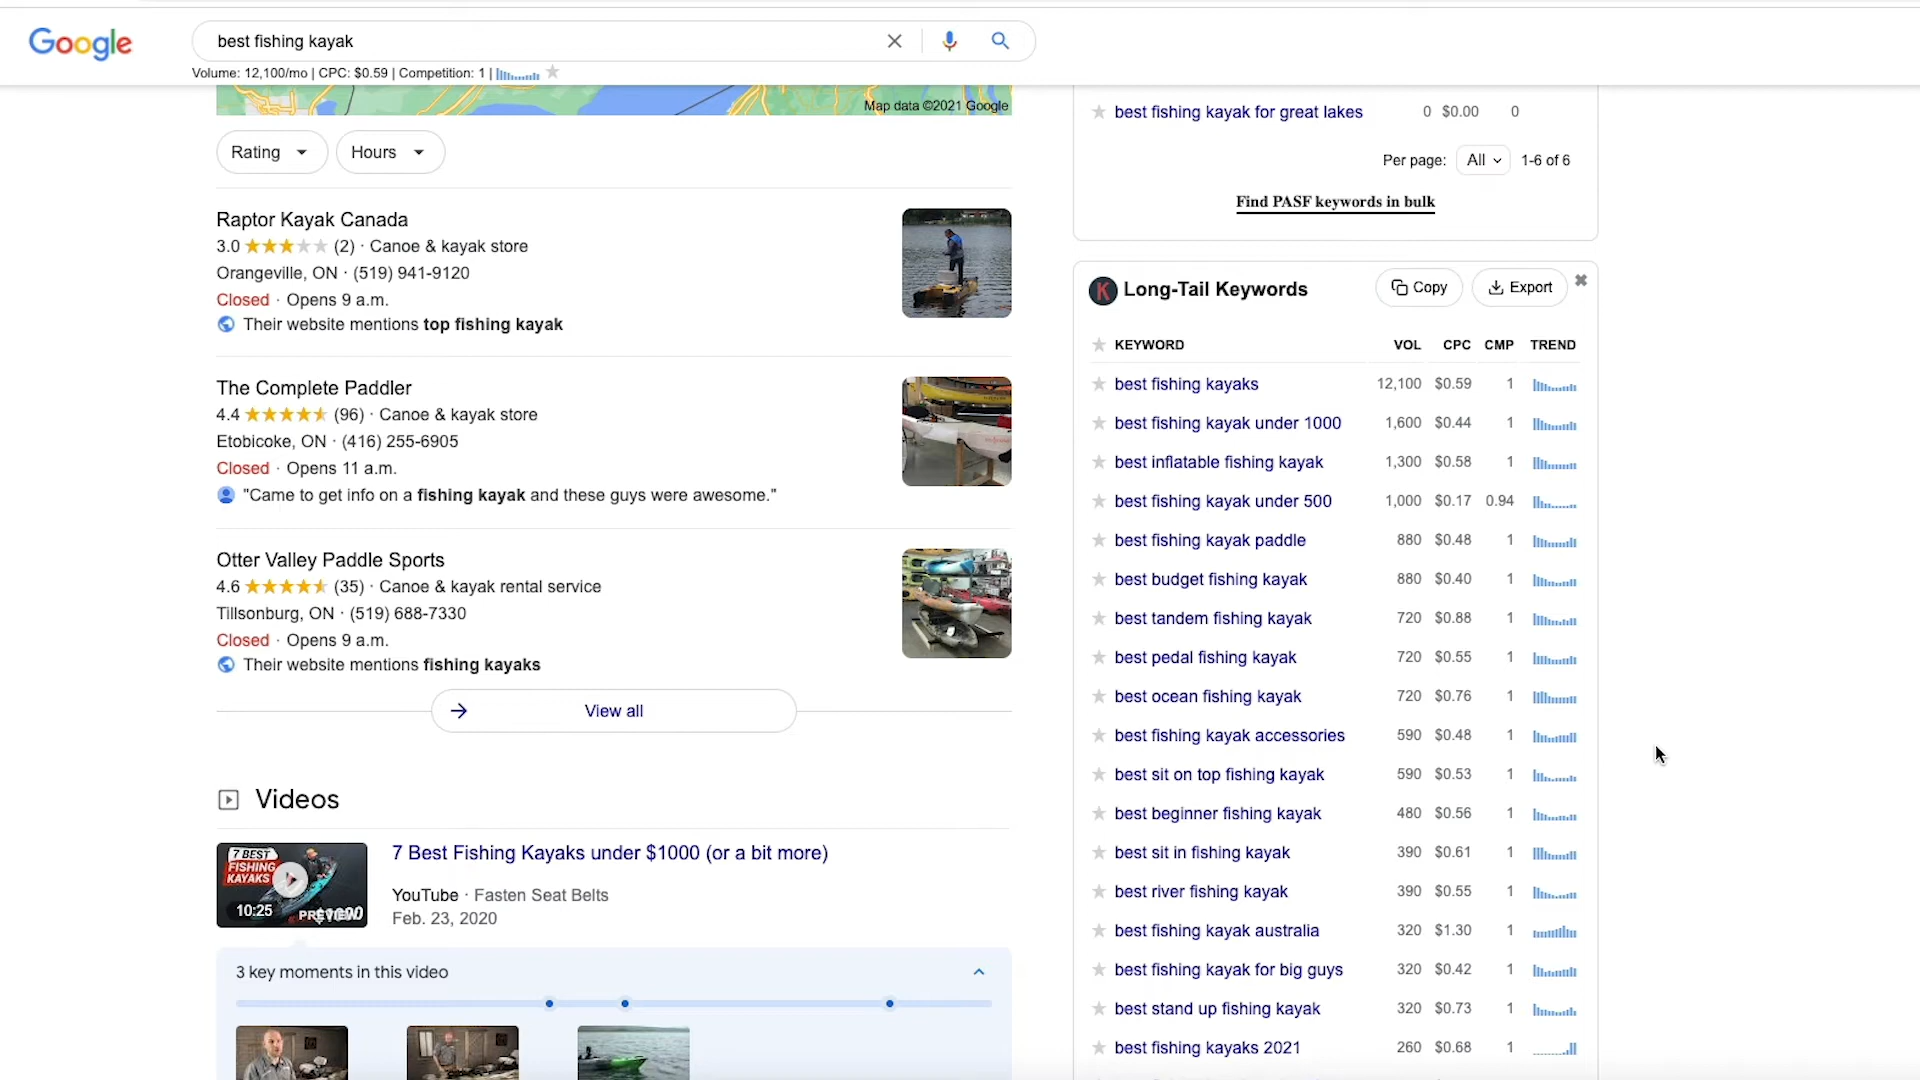 Google
best fishing kayak
Volume: 12,100/mo | CPC: $0.59 | Competition: 1 |
Map data ©2021 Google
Rating
Hours
Raptor Kayak Canada
3.0 (2) · Canoe & kayak store
Orangeville, ON · (519) 941-9120
Closed · Opens 9 a.m.
Their website mentions top fishing kayak
The Complete Paddler
4.4 (96) · Canoe & kayak store
Etobicoke, ON · (416) 255-6905
Closed · Opens 11 a.m.
"Came to get info on a fishing kayak and these guys were awesome."
Otter Valley Paddle Sports
4.6 (35) · Canoe & kayak rental service
Tillsonburg, ON · (519) 688-7330
Closed · Opens 9 a.m.
Their website mentions fishing kayaks
View all
Videos
7 BEST
FISHING
KAYAKS
10:25
PREVIEW
7 Best Fishing Kayaks under $1000 (or a bit more)
YouTube · Fasten Seat Belts
Feb. 23, 2020
3 key moments in this video
best fishing kayak for great lakes 0 $0.00 0
Per page: All 1-6 of 6
Find PASF keywords in bulk
K Long-Tail Keywords
Copy
Export
KEYWORD VOL CPC CMP TREND
best fishing kayaks 12,100 $0.59 1
best fishing kayak under 1000 1,600 $0.44 1
best inflatable fishing kayak 1,300 $0.58 1
best fishing kayak under 500 1,000 $0.17 0.94
best fishing kayak paddle 880 $0.48 1
best budget fishing kayak 880 $0.40 1
best tandem fishing kayak 720 $0.88 1
best pedal fishing kayak 720 $0.55 1
best ocean fishing kayak 720 $0.76 1
best fishing kayak accessories 590 $0.48 1
best sit on top fishing kayak 590 $0.53 1
best beginner fishing kayak 480 $0.56 1
best sit in fishing kayak 390 $0.61 1
best river fishing kayak 390 $0.55 1
best fishing kayak australia 320 $1.30 1
best fishing kayak for big guys 320 $0.42 1
best stand up fishing kayak 320 $0.73 1
best fishing kayaks 2021 260 $0.68 1